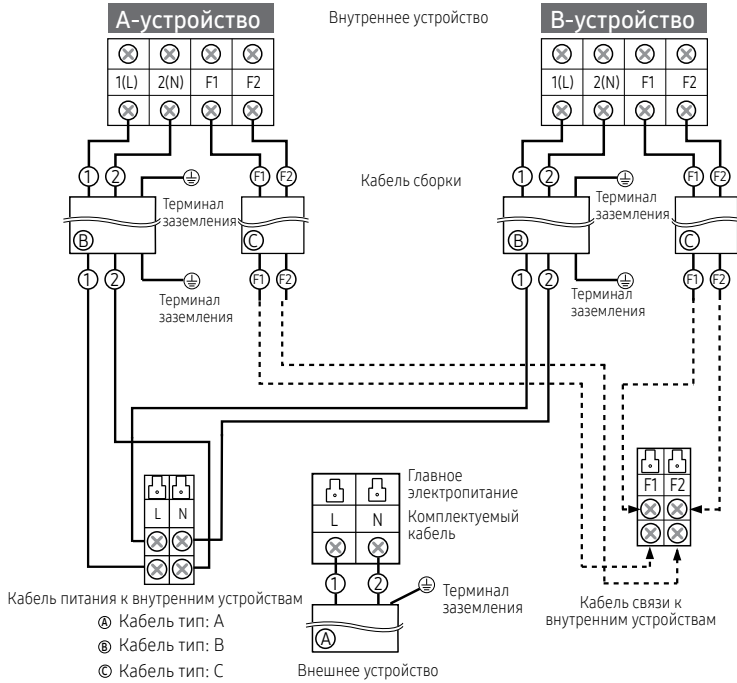 А-устройство
Внутреннее устройство
В-устройство
1(L) 2(N) F1 F2
1(L) 2(N) F1 F2
1 2 F1 F2
Кабель сборки
1 2 F1 F2
Терминал
заземления
Терминал
заземления
B
C
B
C
1 2 F1 F2
1 2 F1 F2
Терминал
заземления
Терминал
заземления
Главное
электропитание
L N
L N
Комплектуемый
кабель
F1 F2
1 2
Терминал
заземления
Кабель питания к внутренним устройствам
Кабель связи к
внутренним устройствам
A
Ⓐ Кабель тип: A
Ⓑ Кабель тип: B
Ⓒ Кабель тип: C
Внешнее устройство